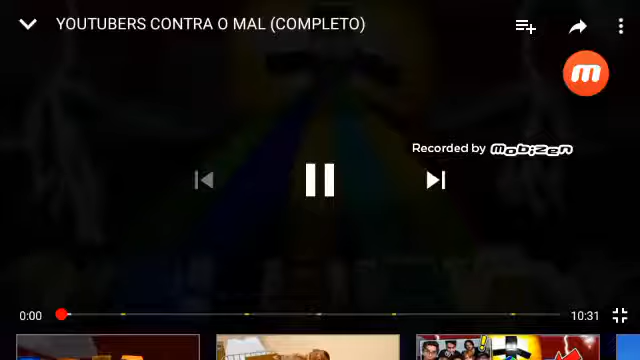 YOUTUBERS CONTRA O MAL (COMPLETO)
m
Recorded by mobizen
0:00
10:31